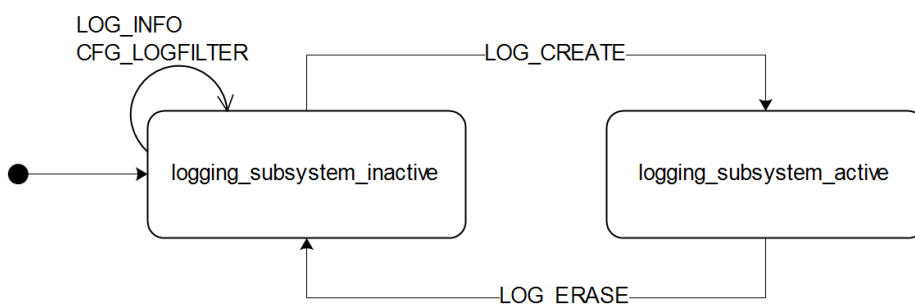 LOG_INFO
CFG_LOGFILTER
LOG_CREATE
logging_subsystem_inactive
logging_subsystem_active
LOG_ERASE